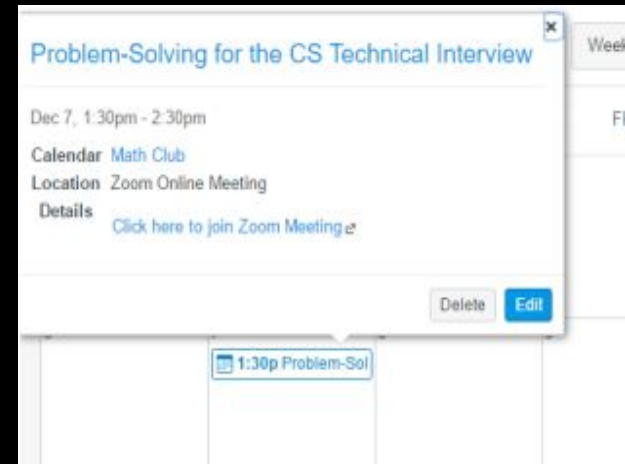 Problem-Solving for the CS Technical Interview
Week
Dec 7, 1:30pm - 2:30pm
F
Calendar Math Club
Location Zoom Online Meeting
Details
Click here to join Zoom Meeting
Delete Edit
1:30p Problem-Sol